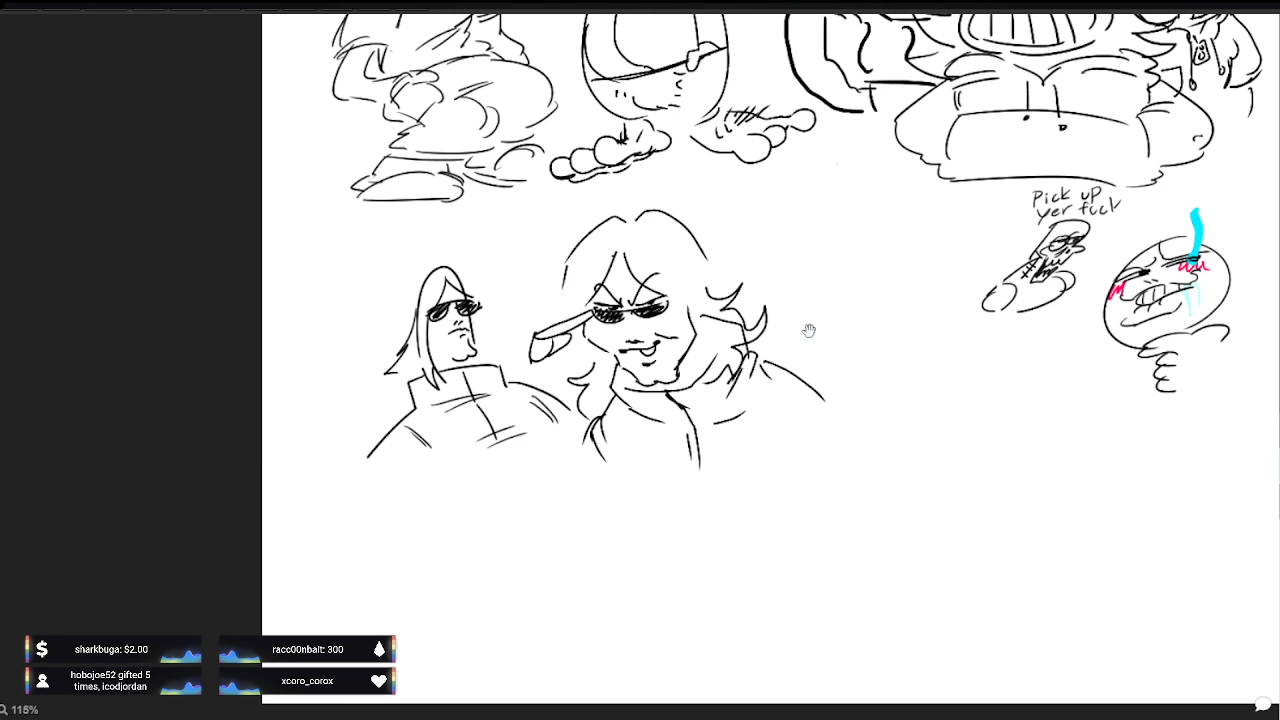 Pick up
yer fuck
sharkbuga: $2.00
racc00nbait: 300
hobojoe52 gifted 5
times, icodjordan
xcoro_corox
115%